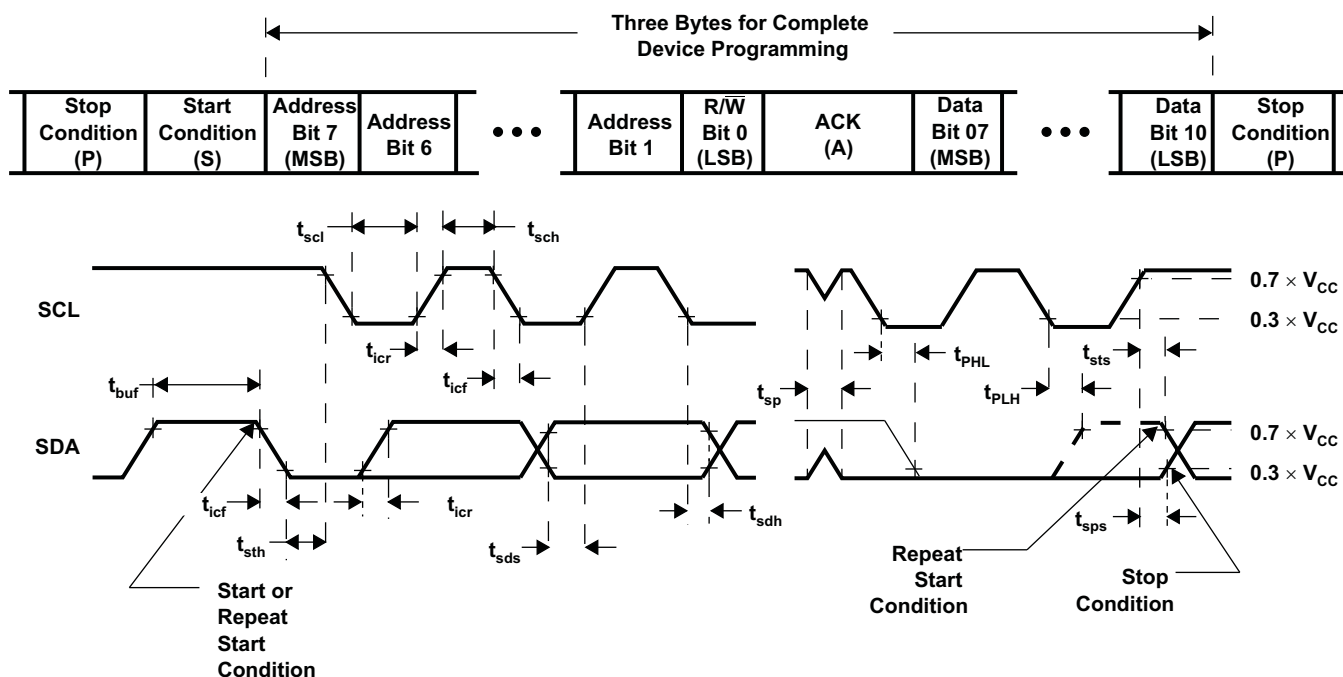 Three Bytes for Complete
Device Programming
Stop
Condition
(P)
Start
Condition
(S)
Address
Bit 7
(MSB)
Address
Bit 6
•••
Address
Bit 1
R/W̅
Bit 0
(LSB)
ACK
(A)
Data
Bit 07
(MSB)
•••
Data
Bit 10
(LSB)
Stop
Condition
(P)
tscl
tsch
SCL
0.7 × VCC
0.3 × VCC
ticr
tPHL
tsts
tbuf
ticf
tsp
tPLH
SDA
0.7 × VCC
0.3 × VCC
ticf
ticr
tsdh
tsth
tsds
tsps
Start or
Repeat
Start
Condition
Repeat
Start
Condition
Stop
Condition